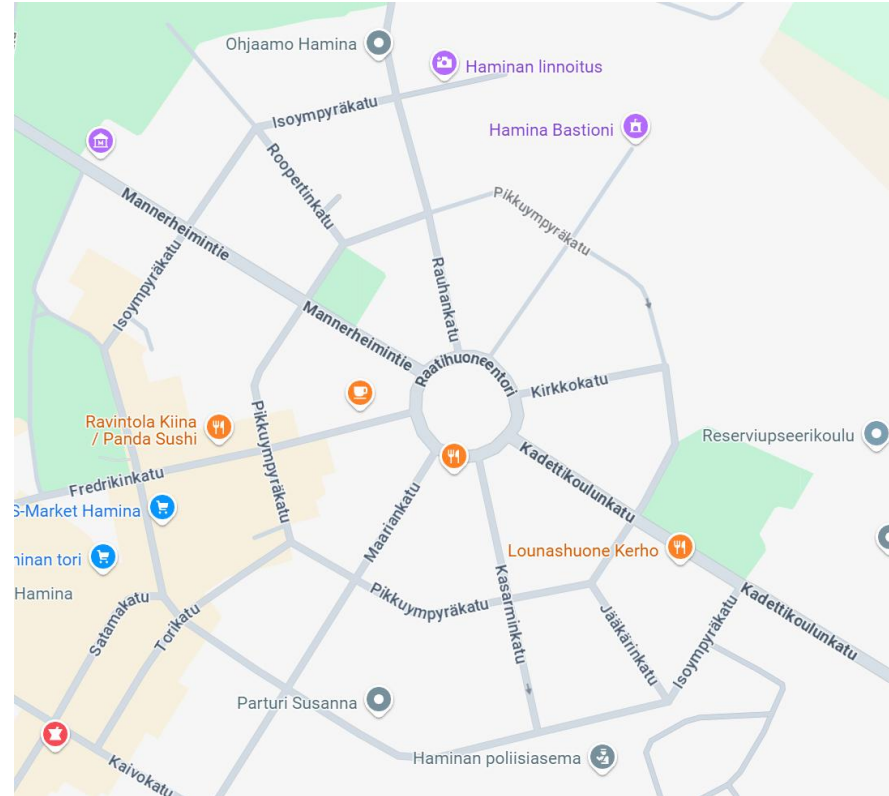 Ohjaamo Hamina
Haminan linnoitus
Isoympyräkatu
Hamina Bastioni
Roopertinkatu
Mannerheimintie
Pikkuympyräkatu
Isoympyräkatu
Rauhankatu
Mannerheimintie
Raatihuoneentori
Kirkkokatu
Pikkuympyräkatu
Ravintola Kiina
/ Panda Sushi
Reserviupseerikoulu
Fredrikinkatu
Kadettikoulunkatu
S-Market Hamina
Maariankatu
Lounashuone Kerho
ninan tori
Hamina
Kasarminkatu
Pikkuympyräkatu
Satamakatu
Torikatu
Jääkärinkatu
Isoympyräkatu
Kadettikoulunkatu
Parturi Susanna
Haminan poliisiasema
Kaivokatu